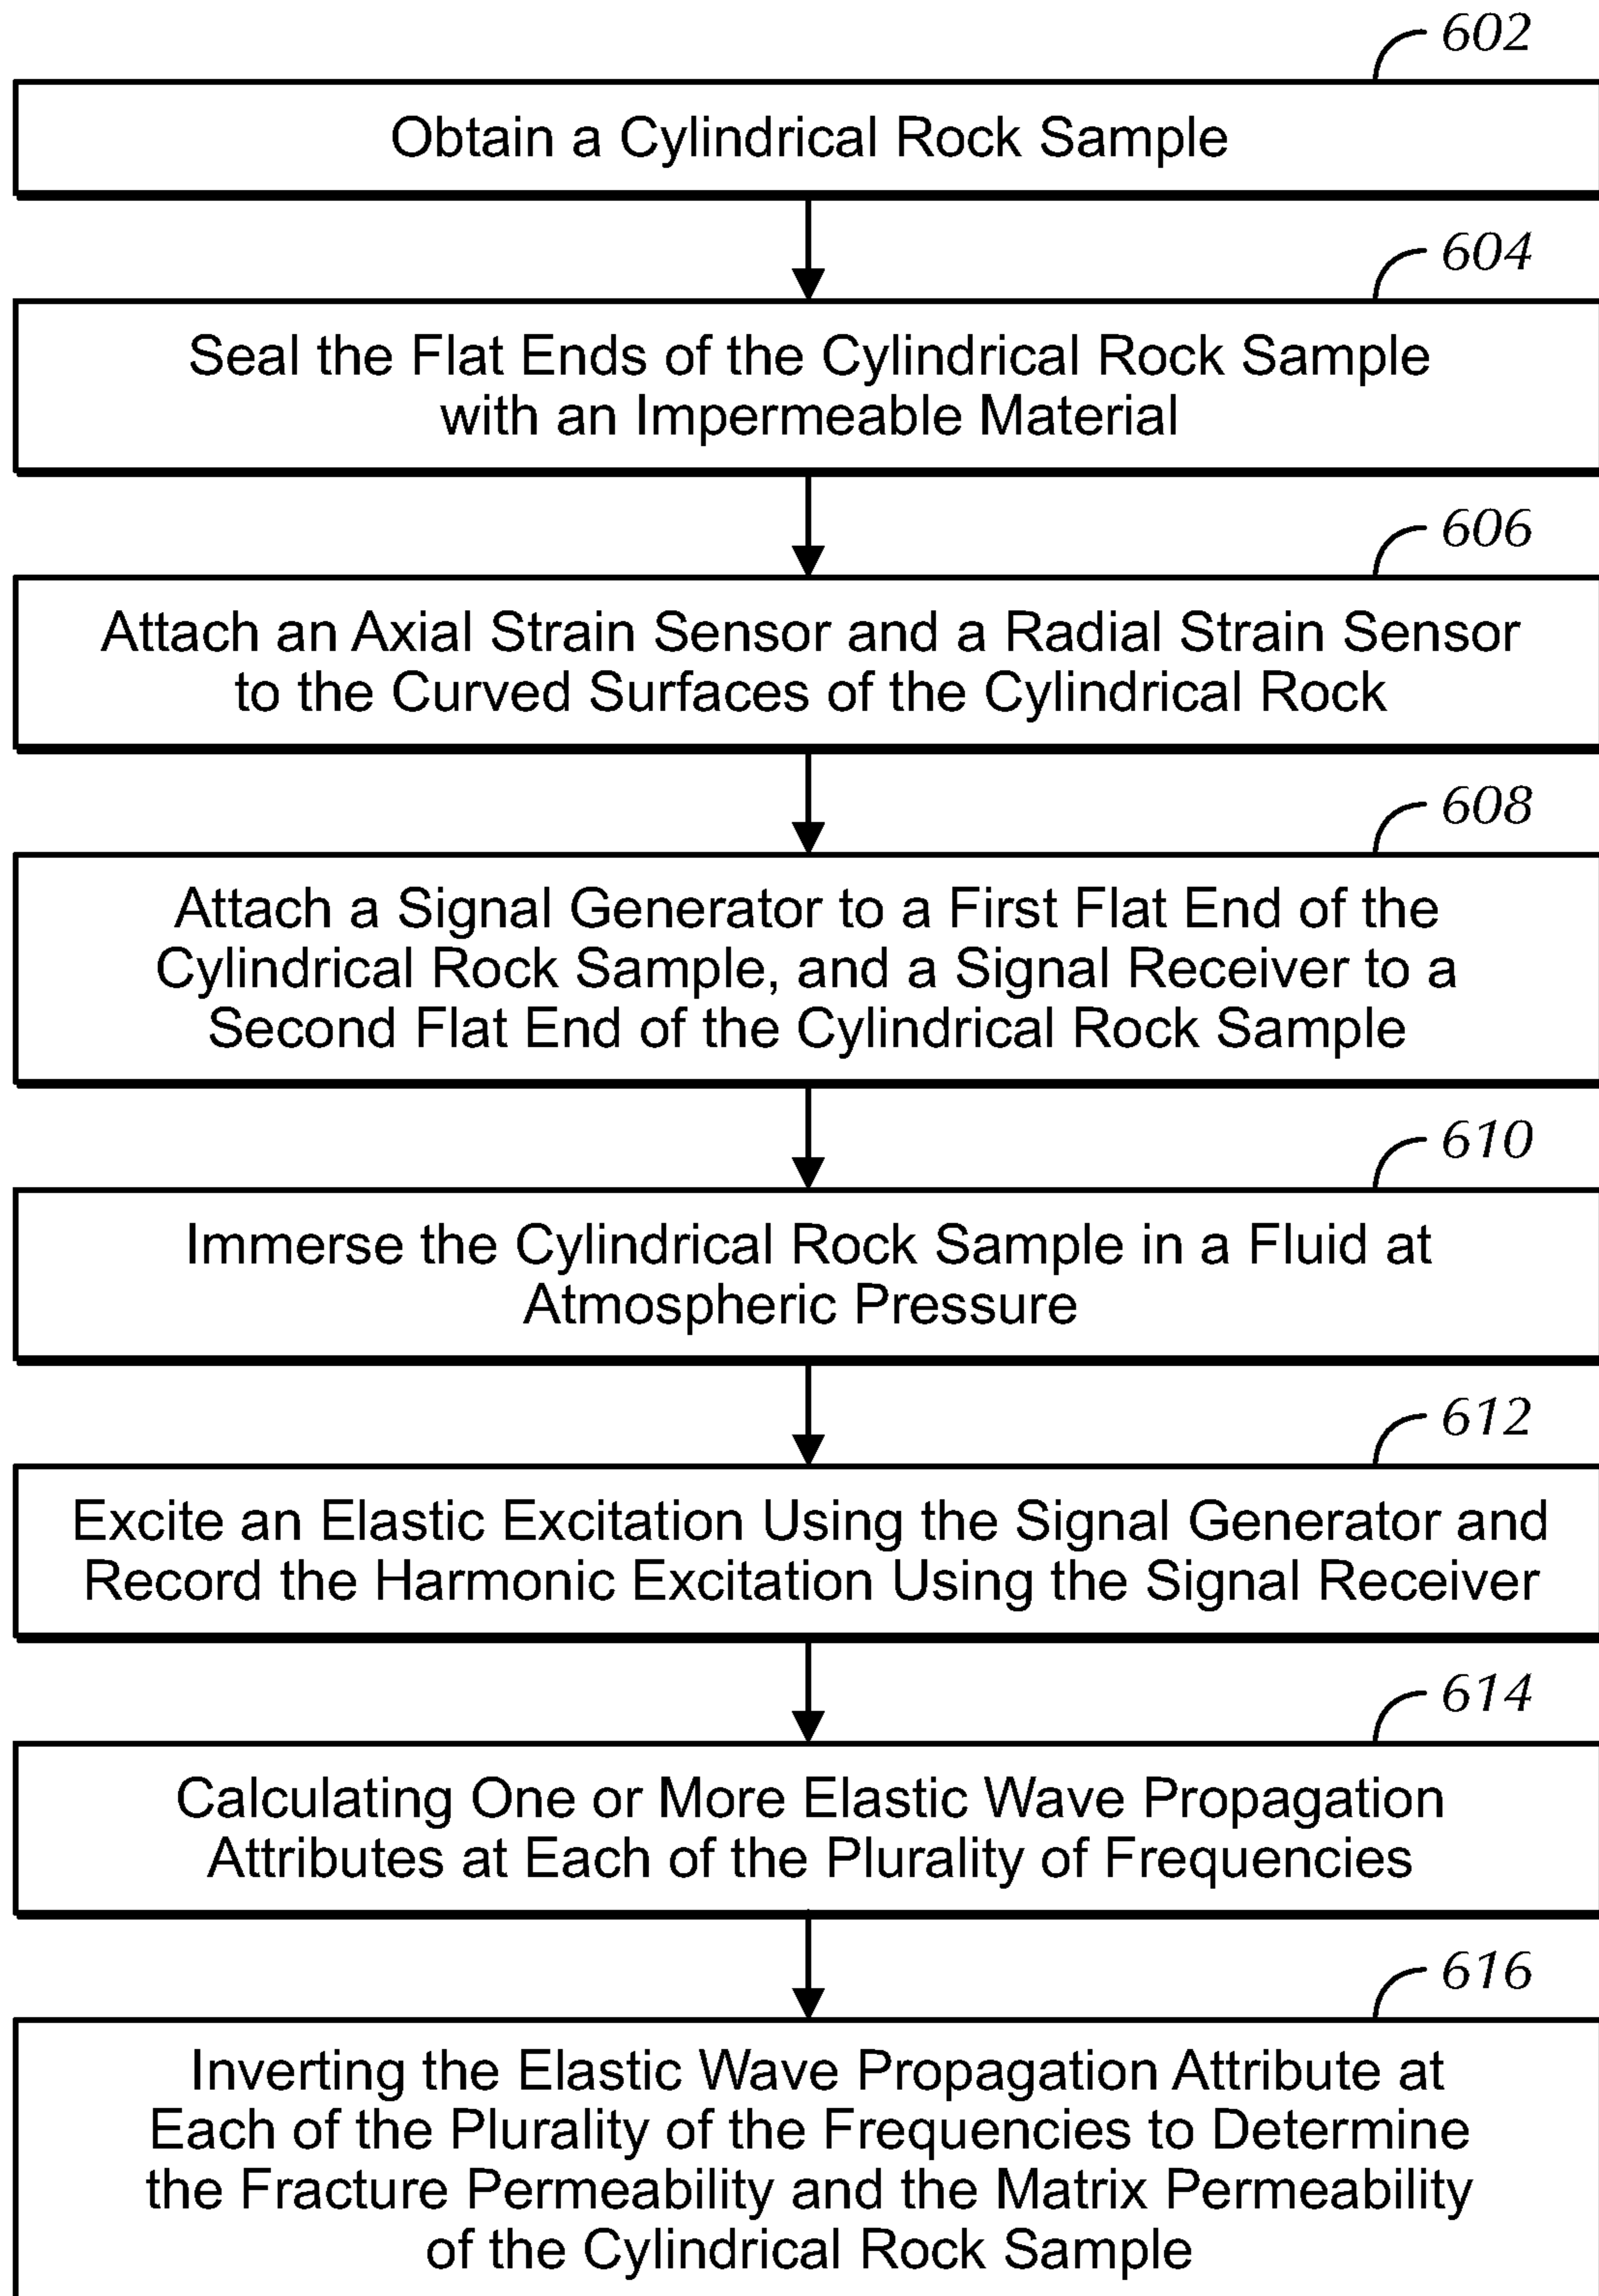 602
Obtain a Cylindrical Rock Sample
604
Seal the Flat Ends of the Cylindrical Rock Sample
with an Impermeable Material
606
Attach an Axial Strain Sensor and a Radial Strain Sensor
to the Curved Surfaces of the Cylindrical Rock
608
Attach a Signal Generator to a First Flat End of the
Cylindrical Rock Sample, and a Signal Receiver to a
Second Flat End of the Cylindrical Rock Sample
610
Immerse the Cylindrical Rock Sample in a Fluid at
Atmospheric Pressure
612
Excite an Elastic Excitation Using the Signal Generator and
Record the Harmonic Excitation Using the Signal Receiver
614
Calculating One or More Elastic Wave Propagation
Attributes at Each of the Plurality of Frequencies
616
Inverting the Elastic Wave Propagation Attribute at
Each of the Plurality of the Frequencies to Determine
the Fracture Permeability and the Matrix Permeability
of the Cylindrical Rock Sample